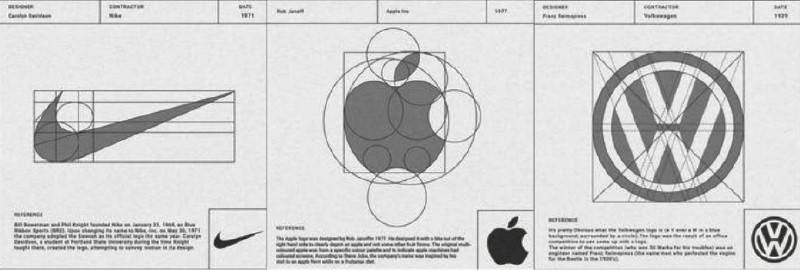 DESIGNER
Carolyn Davidson
CONTRACTOR
Nike
DATE
1971
REFERENCE
Bill Bowerman and Phil Knight founded Nike on January 25, 1964, as Blue
Ribbon Sports (BRS). Upon changing its name to Nike, Inc. on May 30, 1971
the company adopted the Swoosh as its official logo the same year. Carolyn
Davidson, a student at Portland State University during the time Knight
taught there, created the logo, attempting to convey motion in its design.
Rob Janoff
Apple Inc
1977
REFERENCE
The Apple logo was designed by Rob Janoff in 1977. He designed it with a bite out of the
right hand side to clearly depict an apple and not some other fruit forms. The original multi-
coloured apple was from a specific colour palette and to indicate apple machines had
coloured screens. According to Steve Jobs, the company's name was inspired by his
visit to an apple farm while on a fruitarian diet.
DESIGNER
Franz Reimspiess
CONTRACTOR
Volkswagen
DATE
1939
REFERENCE
It's pretty Obvious what the Volkswagen logo is (a V over a W in a blue
background, surrounded by a circle). The logo was the result of an office
competition to come up with a logo.
The winner of the competition (who won 50 Marks for his troubles) was an
engineer named Franz Reimspiess (the same man who perfected the engine
for the Beetle in the 1930's).